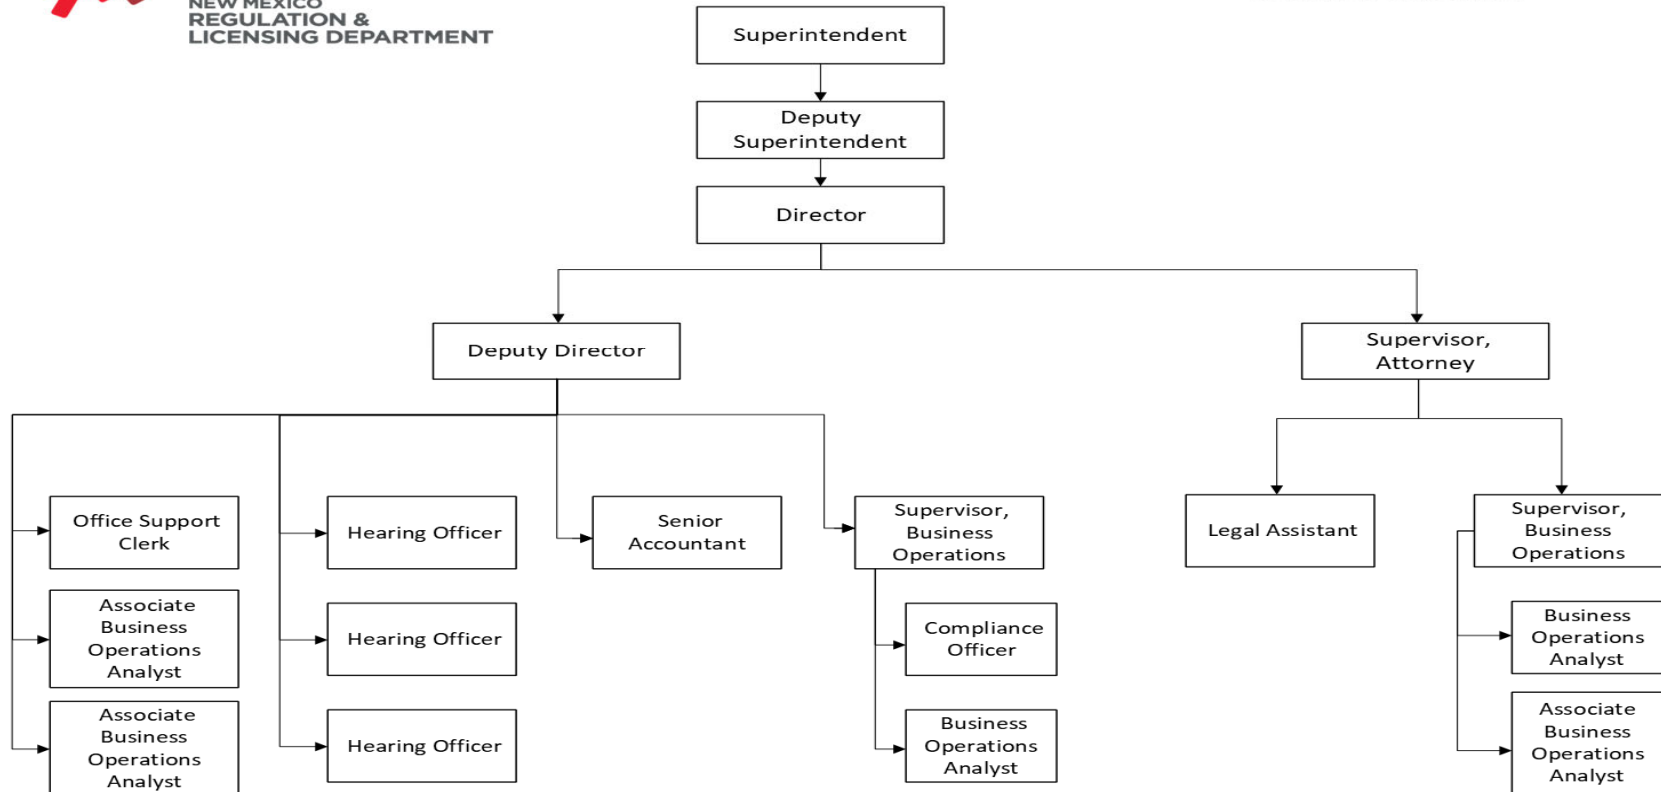 NEW MEXICO
REGULATION &
LICENSING DEPARTMENT
Superintendent
Deputy
Superintendent
Director
Deputy Director
Supervisor,
Attorney
Office Support
Clerk
Hearing Officer
Senior
Accountant
Supervisor,
Business
Operations
Legal Assistant
Supervisor,
Business
Operations
Associate
Business
Operations
Analyst
Hearing Officer
Compliance
Officer
Business
Operations
Analyst
Associate
Business
Operations
Analyst
Hearing Officer
Business
Operations
Analyst
Associate
Business
Operations
Analyst